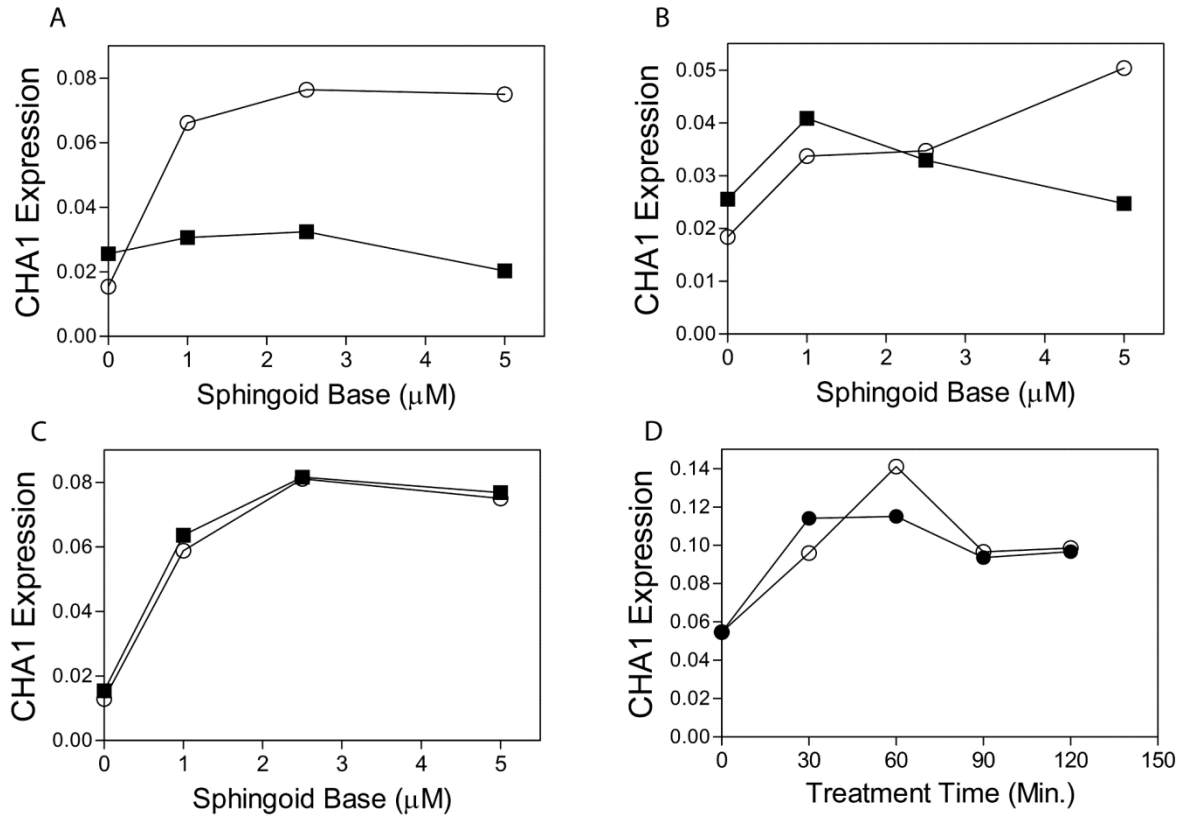 A
CHA1 Expression
0.08
0.06
0.04
0.02
0.00
0 1 2 3 4 5
Sphingoid Base (μM)
B
CHA1 Expression
0.05
0.04
0.03
0.02
0.01
0.00
0 1 2 3 4 5
Sphingoid Base (μM)
C
CHA1 Expression
0.08
0.06
0.04
0.02
0.00
0 1 2 3 4 5
Sphingoid Base (μM)
D
CHA1 Expression
0.14
0.12
0.10
0.08
0.06
0.04
0.02
0.00
0 30 60 90 120 150
Treatment Time (Min.)